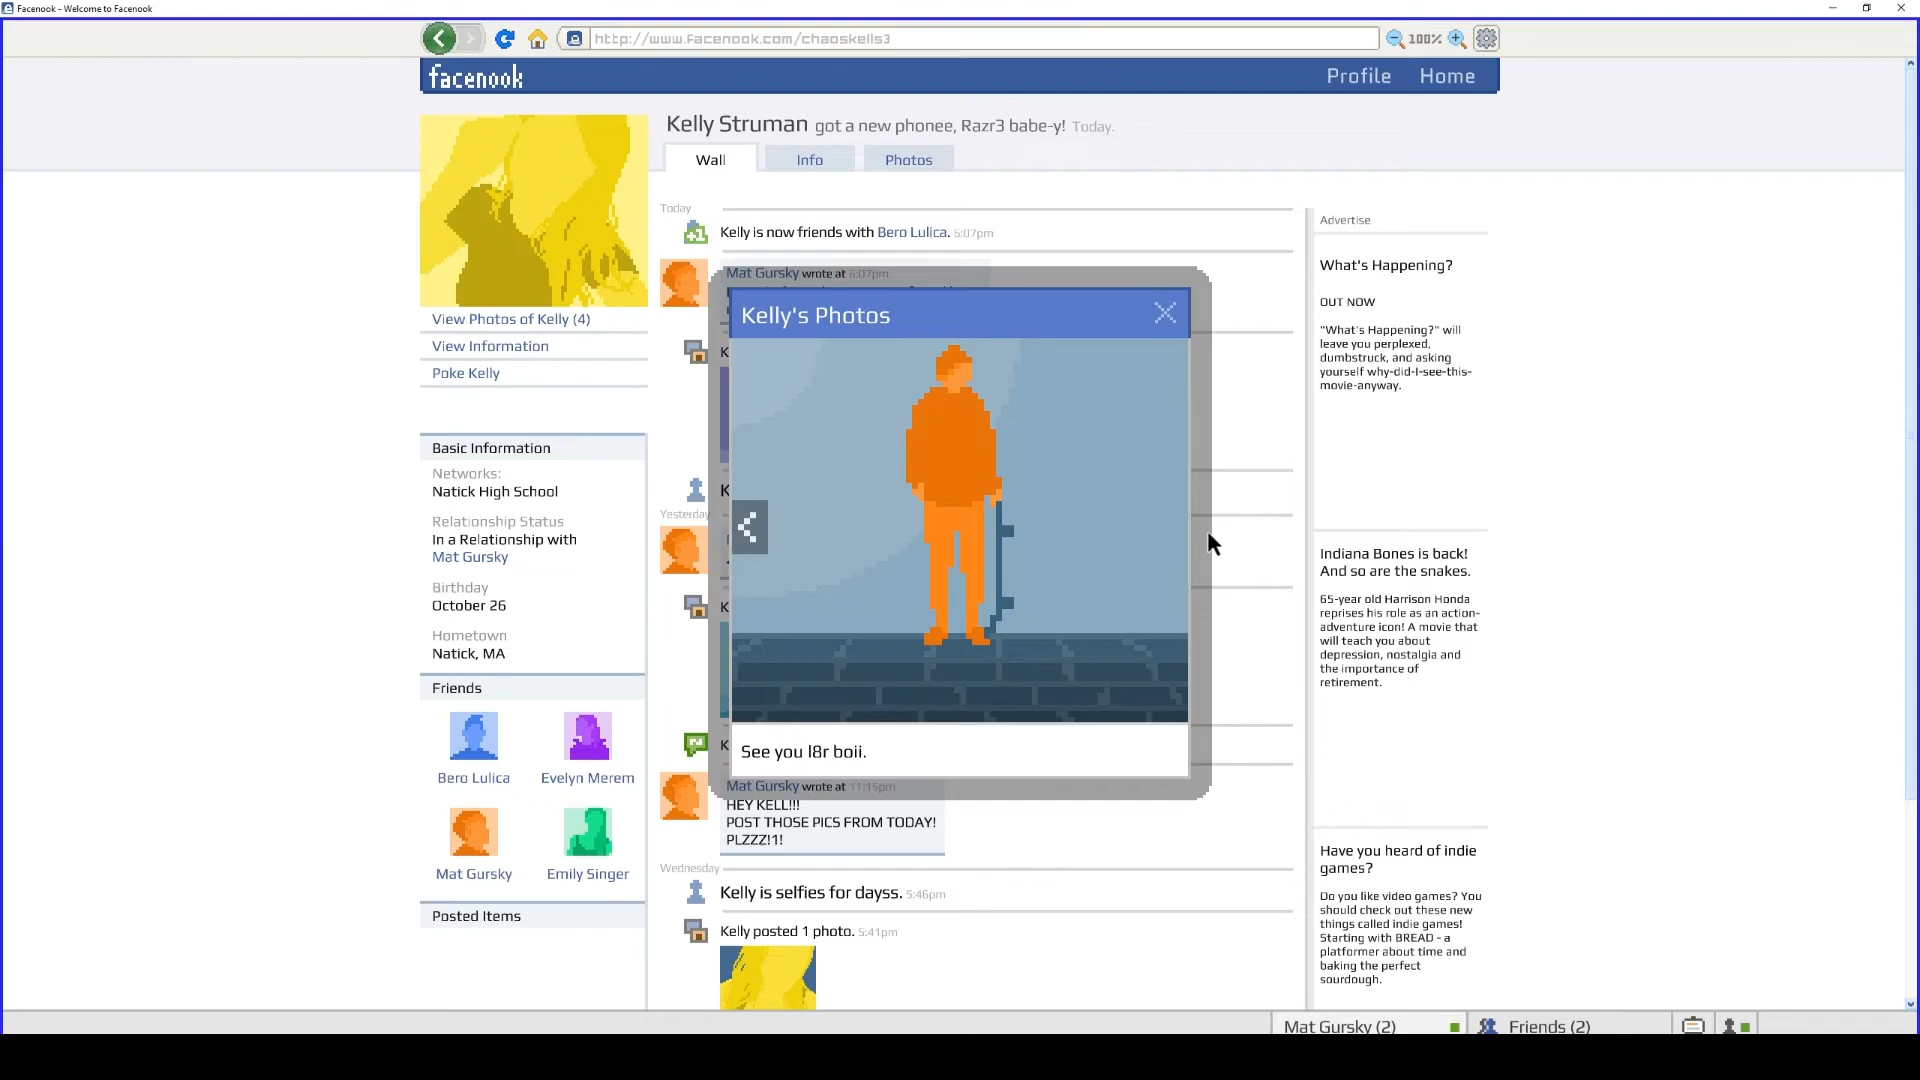 Facenook - Welcome to Facenook
http://www.facenook.com/chaoskells3
100%
facenook
Profile Home
Kelly Struman got a new phonee, Razr3 babe-y! Today.
Wall Info Photos
View Photos of Kelly (4)
View Information
Poke Kelly
Basic Information
Networks:
Natick High School
Relationship Status
In a Relationship with
Mat Gursky
Birthday
October 26
Hometown
Natick, MA
Friends
Bero Lulica Evelyn Merem
Mat Gursky Emily Singer
Posted Items
Today
Kelly is now friends with Bero Lulica. 6:07pm
Mat Gursky wrote at 6:07pm
K
K
Yesterday
K
K
Kelly's Photos
See you l8r boii.
Mat Gursky wrote at 11:15pm
HEY KELL!!!
POST THOSE PICS FROM TODAY!
PLZZZ!1!
Wednesday
Kelly is selfies for dayss. 5:46pm
Kelly posted 1 photo. 5:41pm
Advertise
What's Happening?
OUT NOW
"What's Happening?" will
leave you perplexed,
dumbstruck, and asking
yourself why-did-I-see-this-
movie-anyway.
Indiana Bones is back!
And so are the snakes.
65-year old Harrison Honda
reprises his role as an action-
adventure icon! A movie that
will teach you about
depression, nostalgia and
the importance of
retirement.
Have you heard of indie
games?
Do you like video games? You
should check out these new
things called indie games!
Starting with BREAD - a
platformer about time and
baking the perfect
sourdough.
Mat Gursky (2) Friends (2)